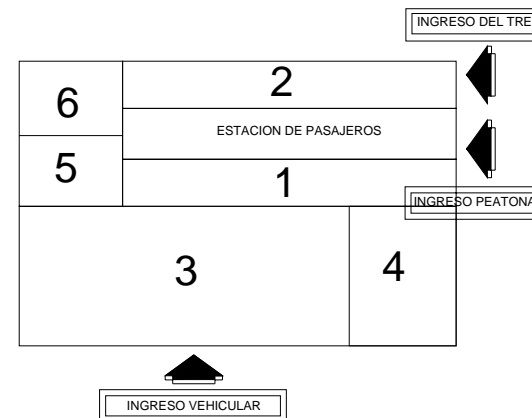 INGRESO DEL TRE
2
6
ESTACION DE PASAJEROS
5
1
INGRESO PEATONA
3
4
INGRESO VEHICULAR